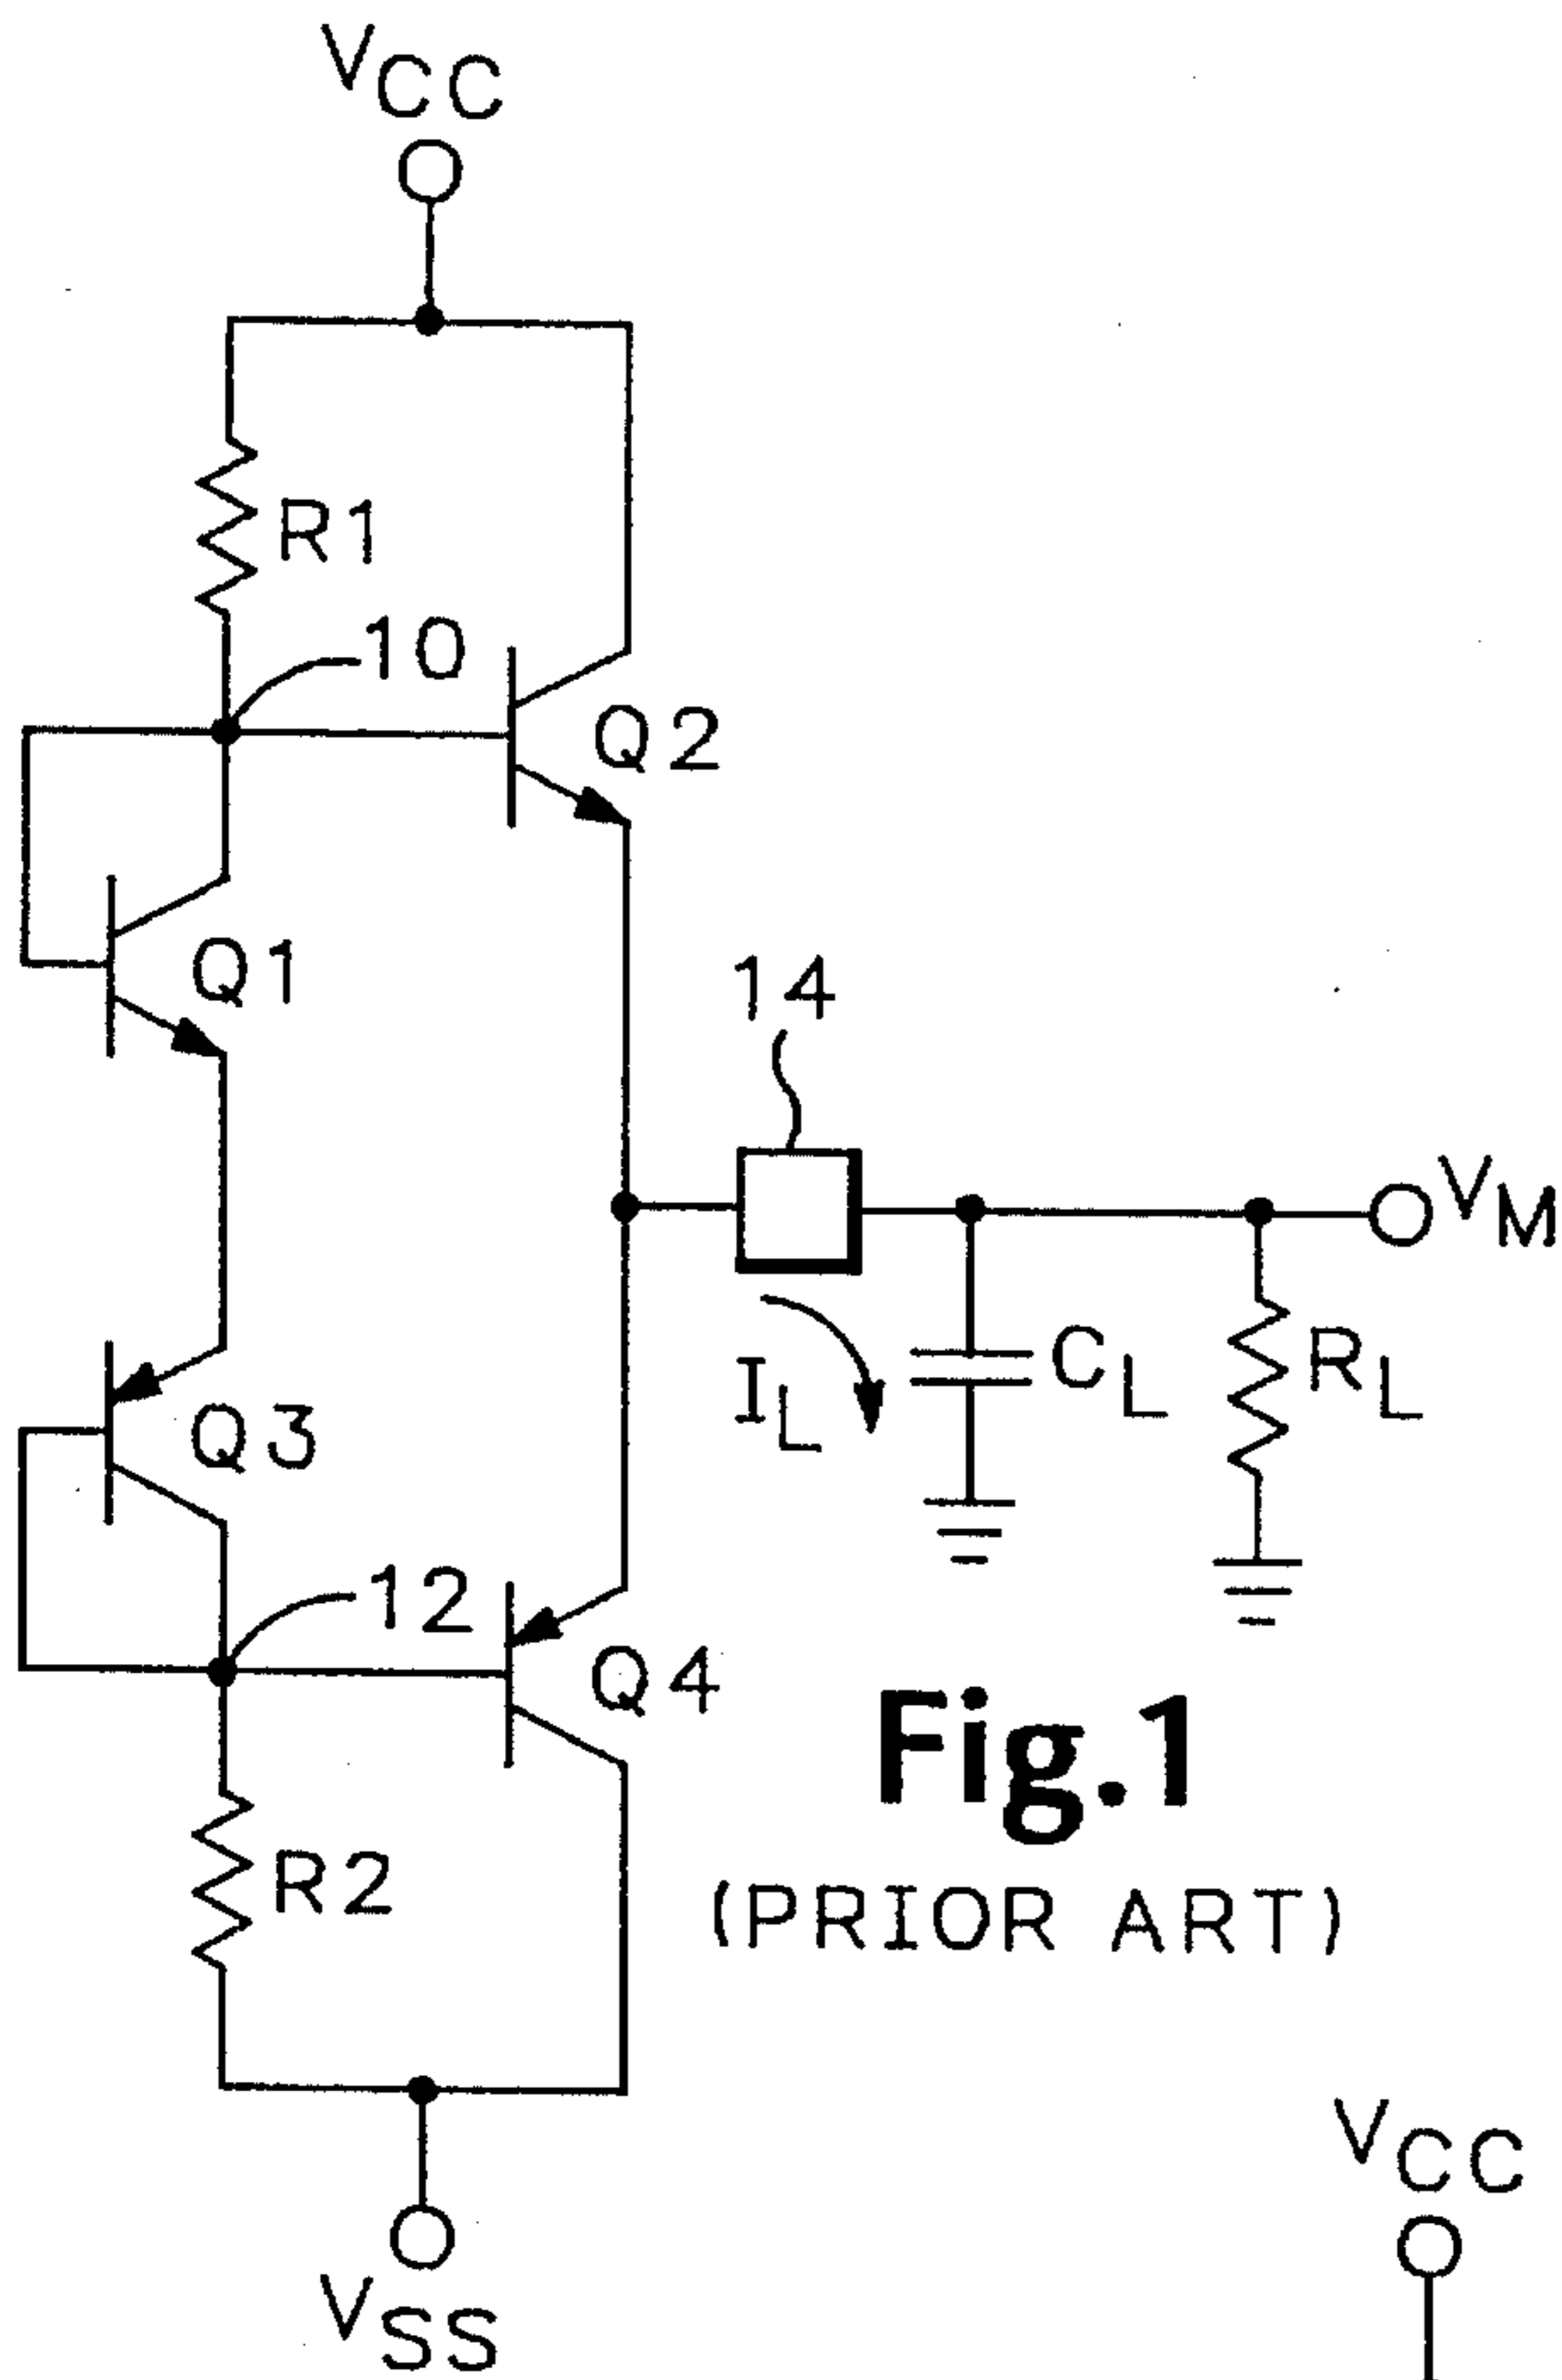 VCC
R1
10
Q2
Q1
14
VM
CL
RL
IL
Q3
12
Q4
Fig.1
R2
(PRIOR ART)
VCC
VSS